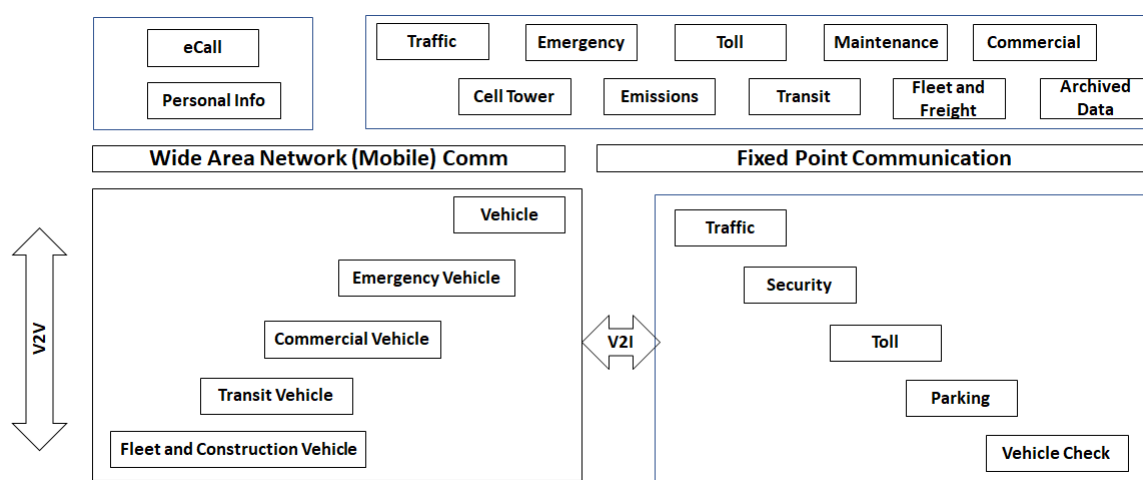 eCall
Personal Info
Traffic
Emergency
Toll
Maintenance
Commercial
Cell Tower
Emissions
Transit
Fleet and
Freight
Archived
Data
Wide Area Network (Mobile) Comm
Fixed Point Communication
V2V
Vehicle
Emergency Vehicle
Commercial Vehicle
Transit Vehicle
Fleet and Construction Vehicle
V2I
Traffic
Security
Toll
Parking
Vehicle Check